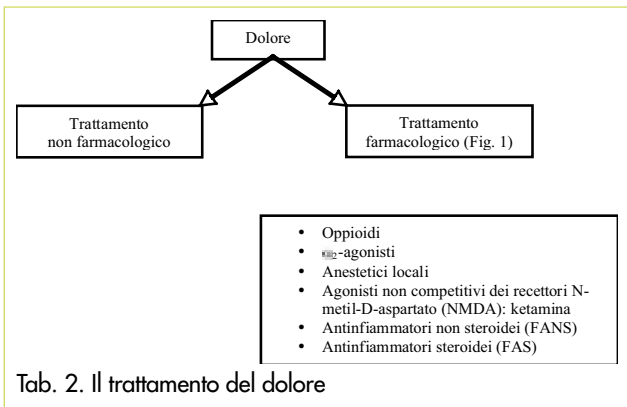 Dolore
Trattamento
non farmacologico
Trattamento
farmacologico (Fig. 1)
• Oppioidi
• 2-agonisti
• Anestetici locali
• Agonisti non competitivi dei recettori N-
metil-D-aspartato (NMDA): ketamina
• Antinfiammatori non steroidei (FANS)
• Antinfiammatori steroidei (FAS)
Tab. 2. Il trattamento del dolore